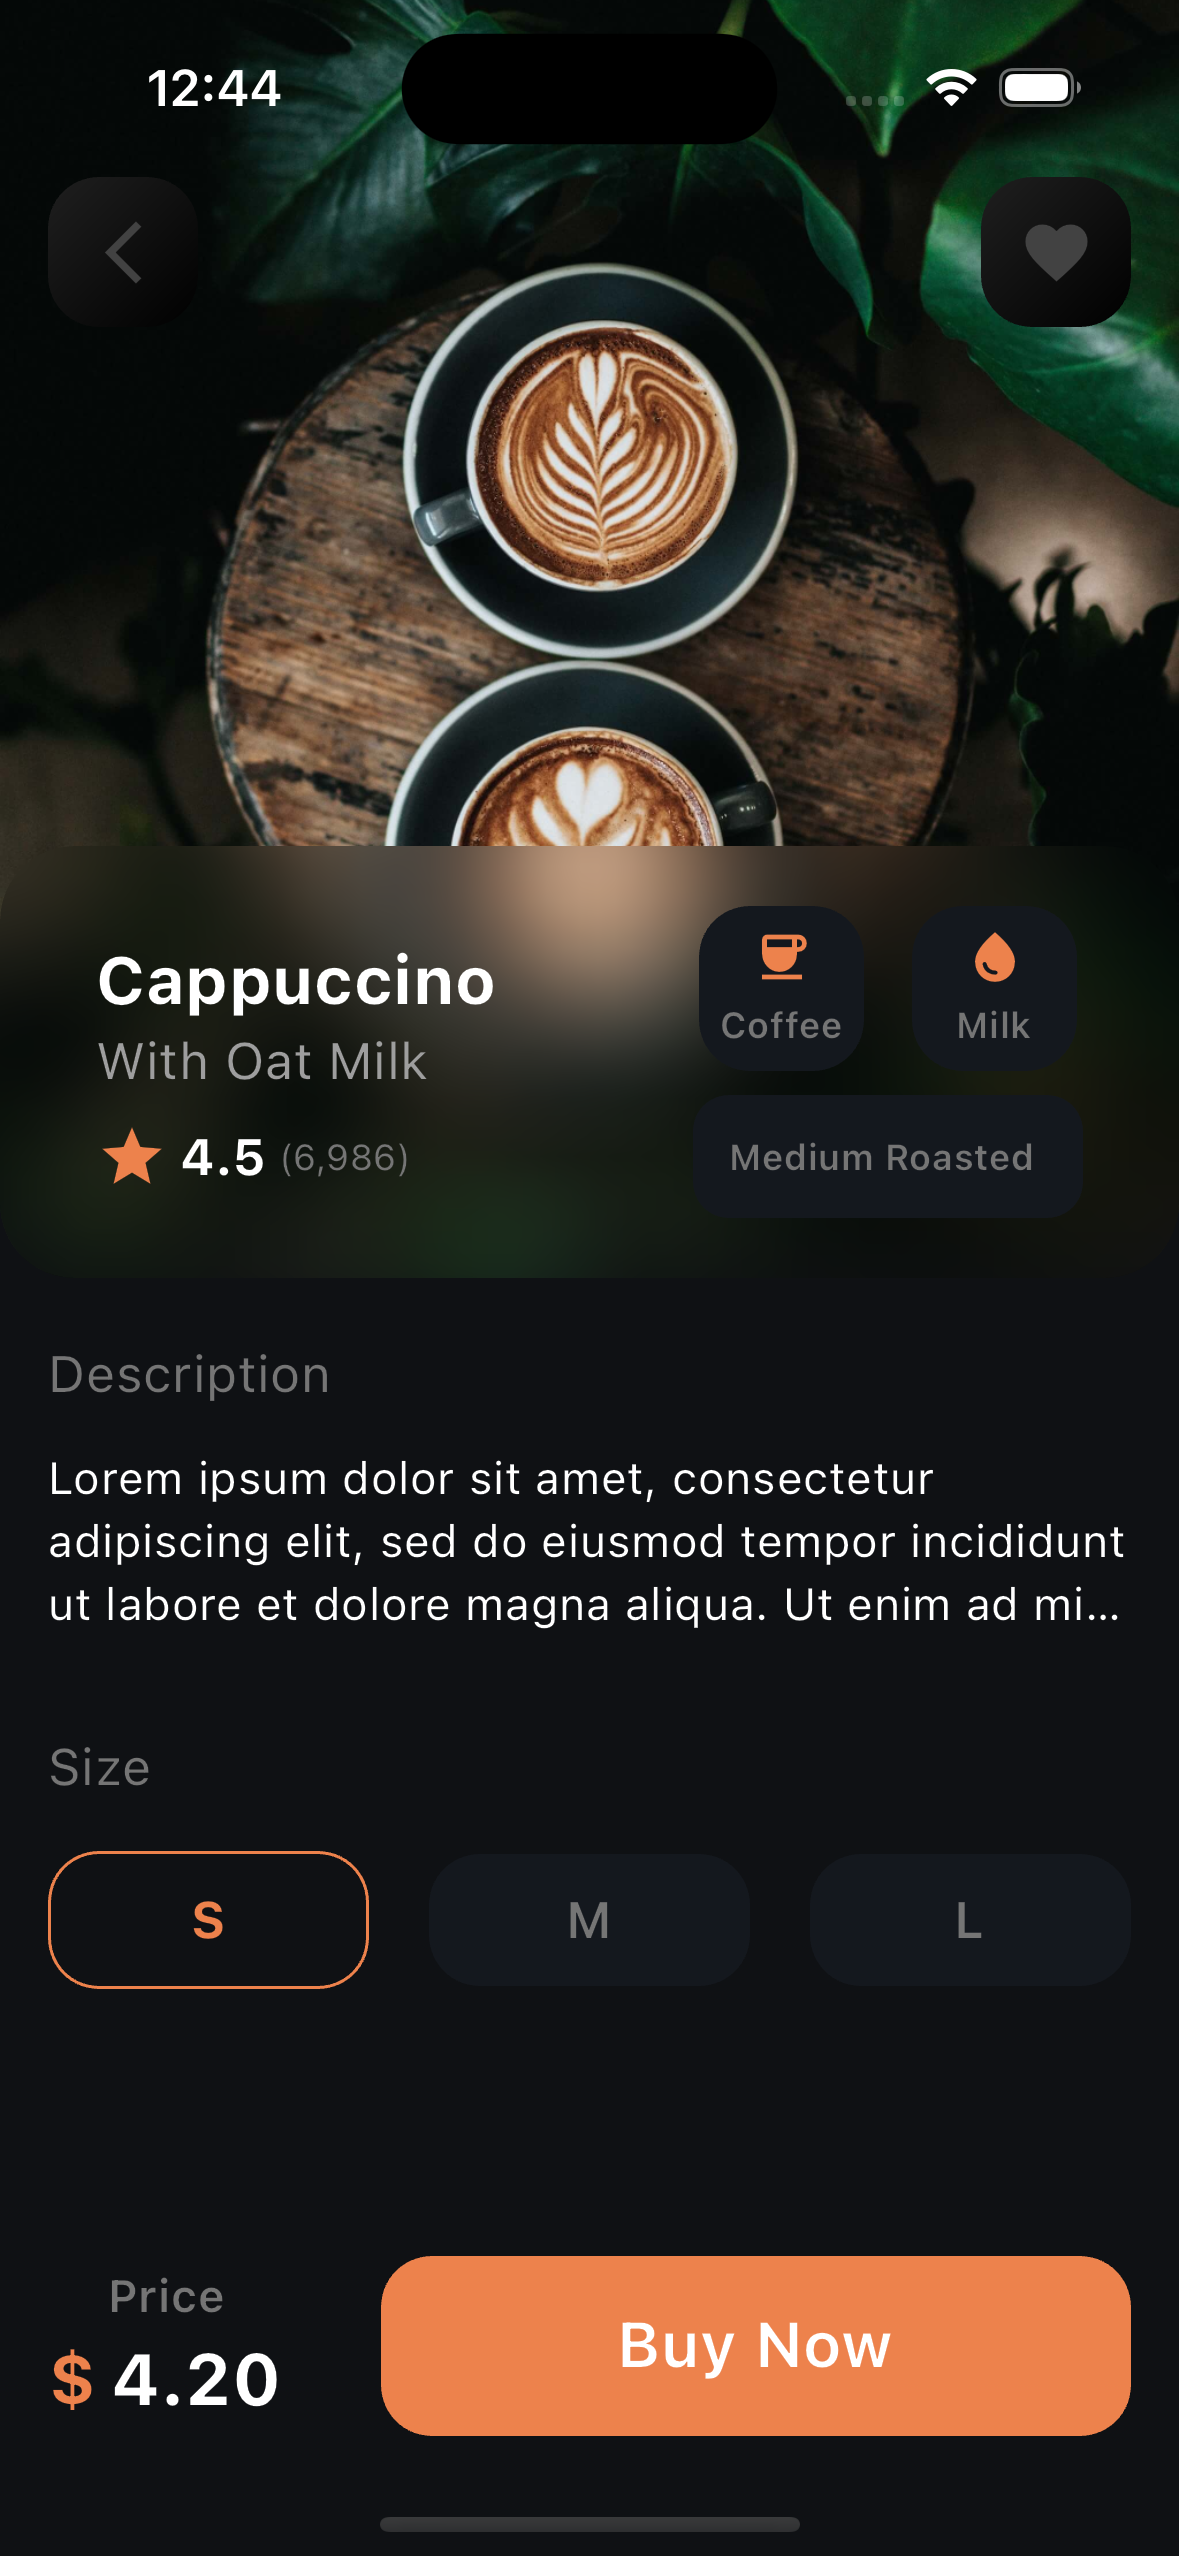 12:44
Cappuccino
With Oat Milk
4.5 (6,986)
Coffee
Milk
Medium Roasted
Description
Lorem ipsum dolor sit amet, consectetur
adipiscing elit, sed do eiusmod tempor incididunt
ut labore et dolore magna aliqua. Ut enim ad mi...
Size
S
M
L
Price
$ 4.20
Buy Now